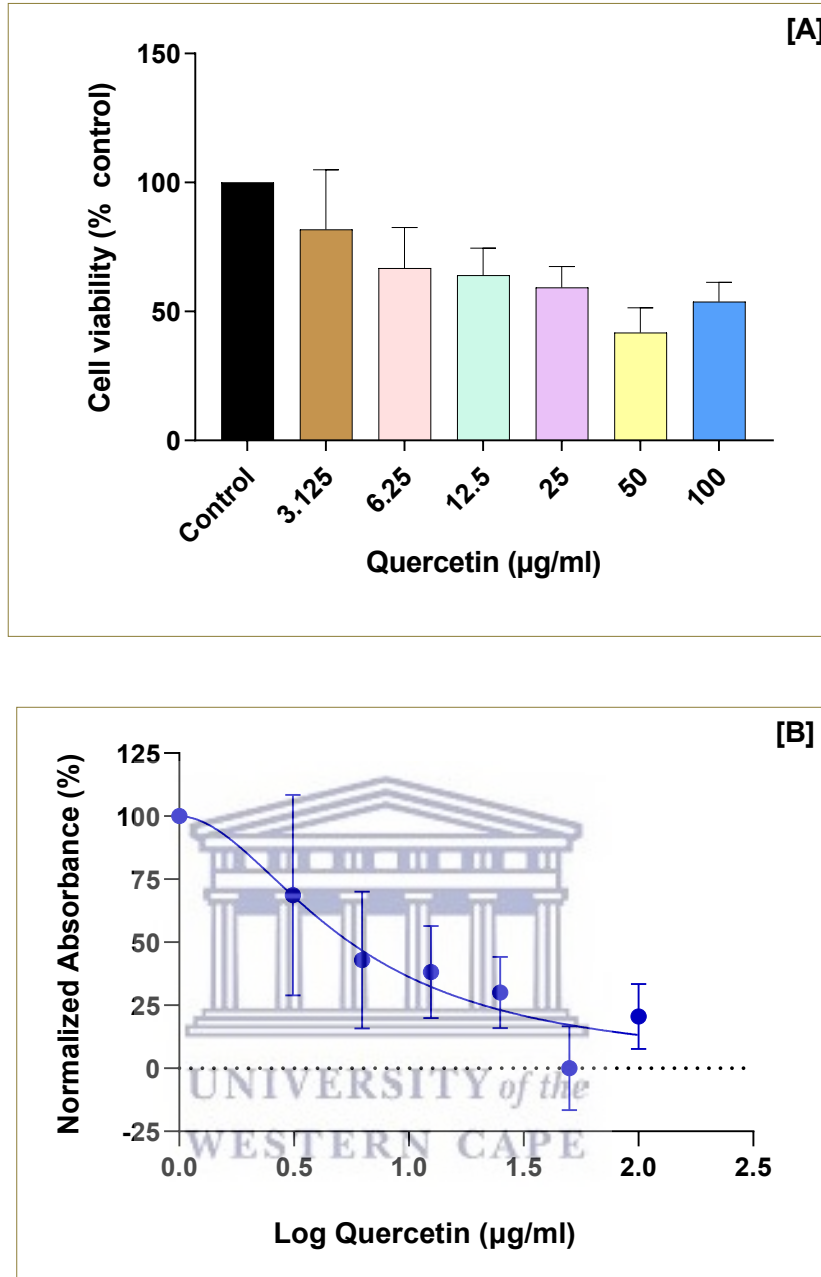 [A]
150
100
50
0
Cell viability (% control)
Control
3.125
6.25
12.5
25
50
100
Quercetin (µg/ml)
[B]
125
100
75
50
25
0
-25
Normalized Absorbance (%)
UNIVERSITY of the
WESTERN CAPE
0.0
0.5
1.0
1.5
2.0
2.5
Log Quercetin (µg/ml)